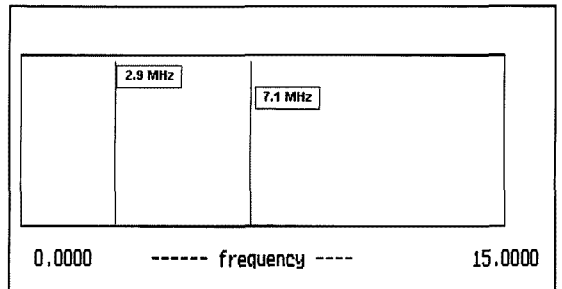 2.9 MHz
7.1 MHz
0.0000 ------ frequency ---- 15.0000